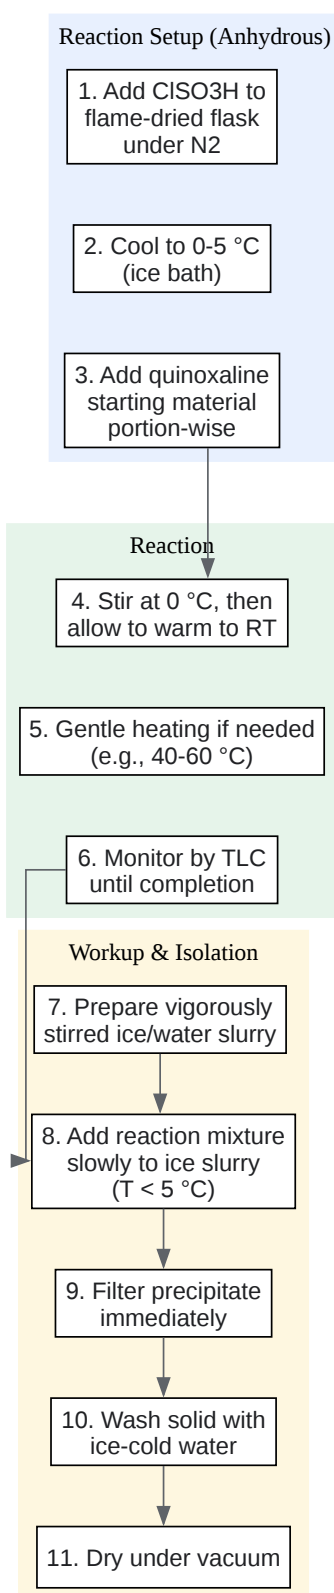 Reaction Setup (Anhydrous)
1. Add ClSO3H to
flame-dried flask
under N2
2. Cool to 0-5 °C
(ice bath)
3. Add quinoxaline
starting material
portion-wise
Reaction
4. Stir at 0 °C, then
allow to warm to RT
5. Gentle heating if needed
(e.g., 40-60 °C)
6. Monitor by TLC
until completion
Workup & Isolation
7. Prepare vigorously
stirred ice/water slurry
8. Add reaction mixture
slowly to ice slurry
(T < 5 °C)
9. Filter precipitate
immediately
10. Wash solid with
ice-cold water
11. Dry under vacuum